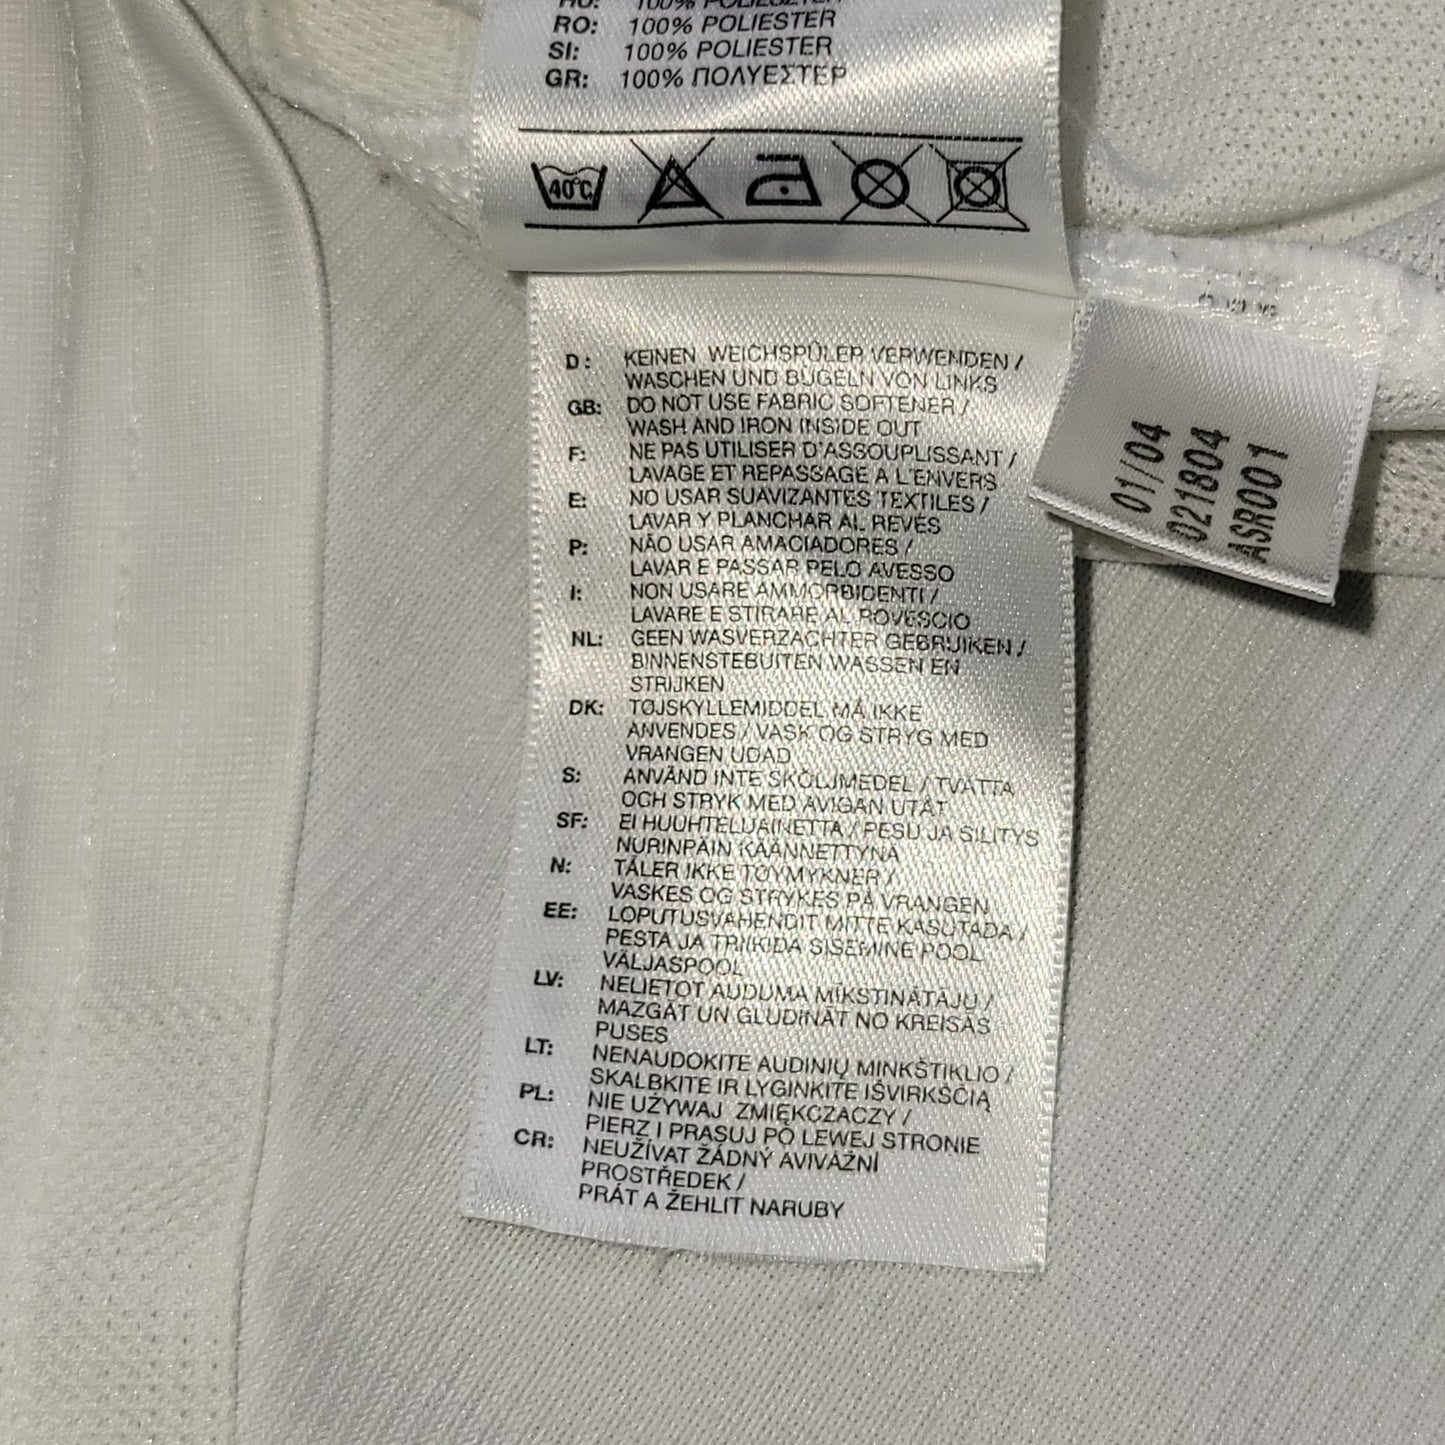 HU: 100% POLIÉSZTER
RO: 100% POLIESTER
SI: 100% POLIESTER
GR: 100% ΠΟΛΥΕΣΤΕΡ
40°C
D: KEINEN WEICHSPÜLER VERWENDEN /
WASCHEN UND BÜGELN VON LINKS
GB: DO NOT USE FABRIC SOFTENER /
WASH AND IRON INSIDE OUT
F: NE PAS UTILISER D'ASSOUPLISSANT /
LAVAGE ET REPASSAGE A L'ENVERS
E: NO USAR SUAVIZANTES TEXTILES /
LAVAR Y PLANCHAR AL REVÉS
P: NÃO USAR AMACIADORES /
LAVAR E PASSAR PELO AVESSO
I: NON USARE AMMORBIDENTI /
LAVARE E STIRARE AL ROVESCIO
NL: GEEN WASVERZACHTER GEBRUIKEN /
BINNENSTEBUITEN WASSEN EN
STRIJKEN
DK: TØJSKYLLEMIDDEL MÅ IKKE
ANVENDES / VASK OG STRYG MED
VRANGEN UDAD
S: ANVÄND INTE SKÖLJMEDEL / TVÄTTA
OCH STRYK MED AVIGAN UTÅT
SF: EI HUUHTELUAINETTA / PESU JA SILITYS
NURINPÄIN KÄÄNNETTYNÄ
N: TÅLER IKKE TØYMYKNER /
VASKES OG STRYKES PÅ VRANGEN
EE: LOPUTUSVAHENDIT MITTE KASUTADA /
PESTA JA TRIIKIDA SISEMINE POOL
VÄLJASPOOL
LV: NELIETOT AUDUMA MĪKSTINĀTĀJU /
MAZGĀT UN GLUDINĀT NO KREISĀS
PUSES
LT: NENAUDOKITE AUDINIŲ MINKŠTIKLIO /
SKALBKITE IR LYGINKITE IŠVIRKŠČIĄ
PL: NIE UŻYWAJ ZMIĘKCZACZY /
PIERZ I PRASUJ PO LEWEJ STRONIE
CR: NEUŽÍVAT ŽÁDNÝ AVIVÁŽNÍ
PROSTŘEDEK /
PRÁT A ŽEHLIT NARUBY
01/04
021804
ASR001